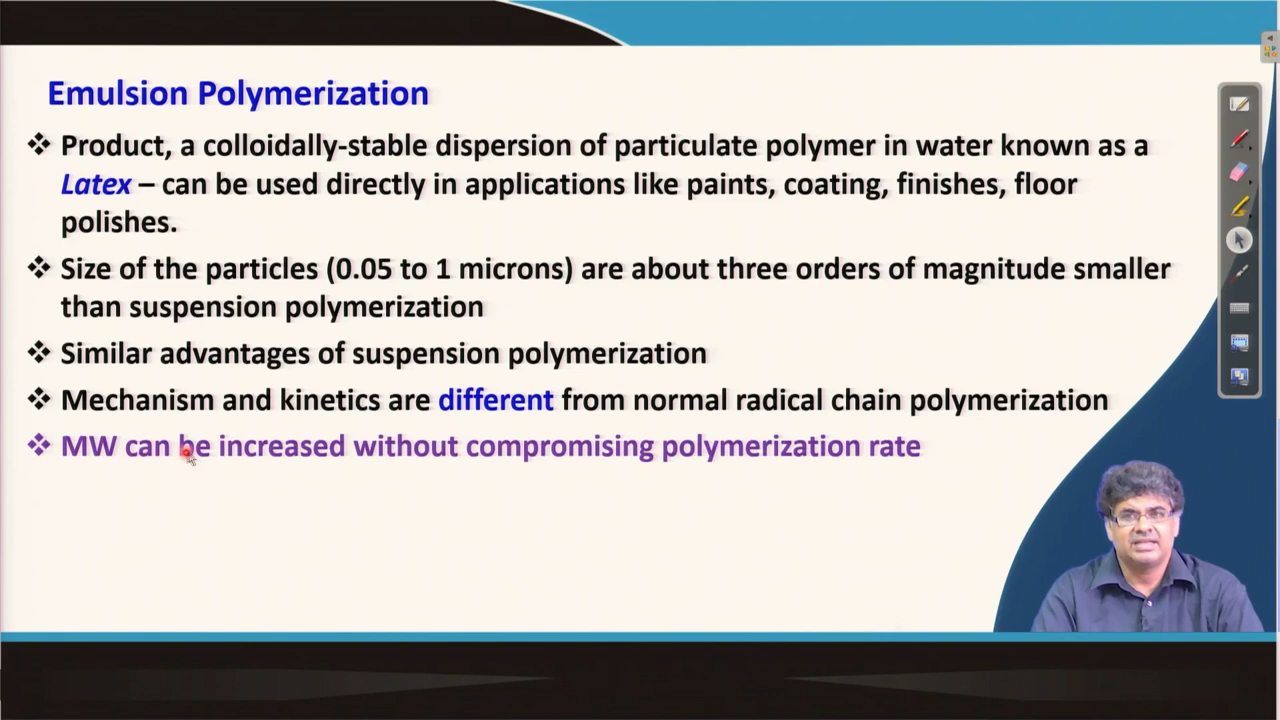 Emulsion Polymerization
❖ Product, a colloidally-stable dispersion of particulate polymer in water known as a
Latex – can be used directly in applications like paints, coating, finishes, floor
polishes.
❖ Size of the particles (0.05 to 1 microns) are about three orders of magnitude smaller
than suspension polymerization
❖ Similar advantages of suspension polymerization
❖ Mechanism and kinetics are different from normal radical chain polymerization
❖ MW can be increased without compromising polymerization rate